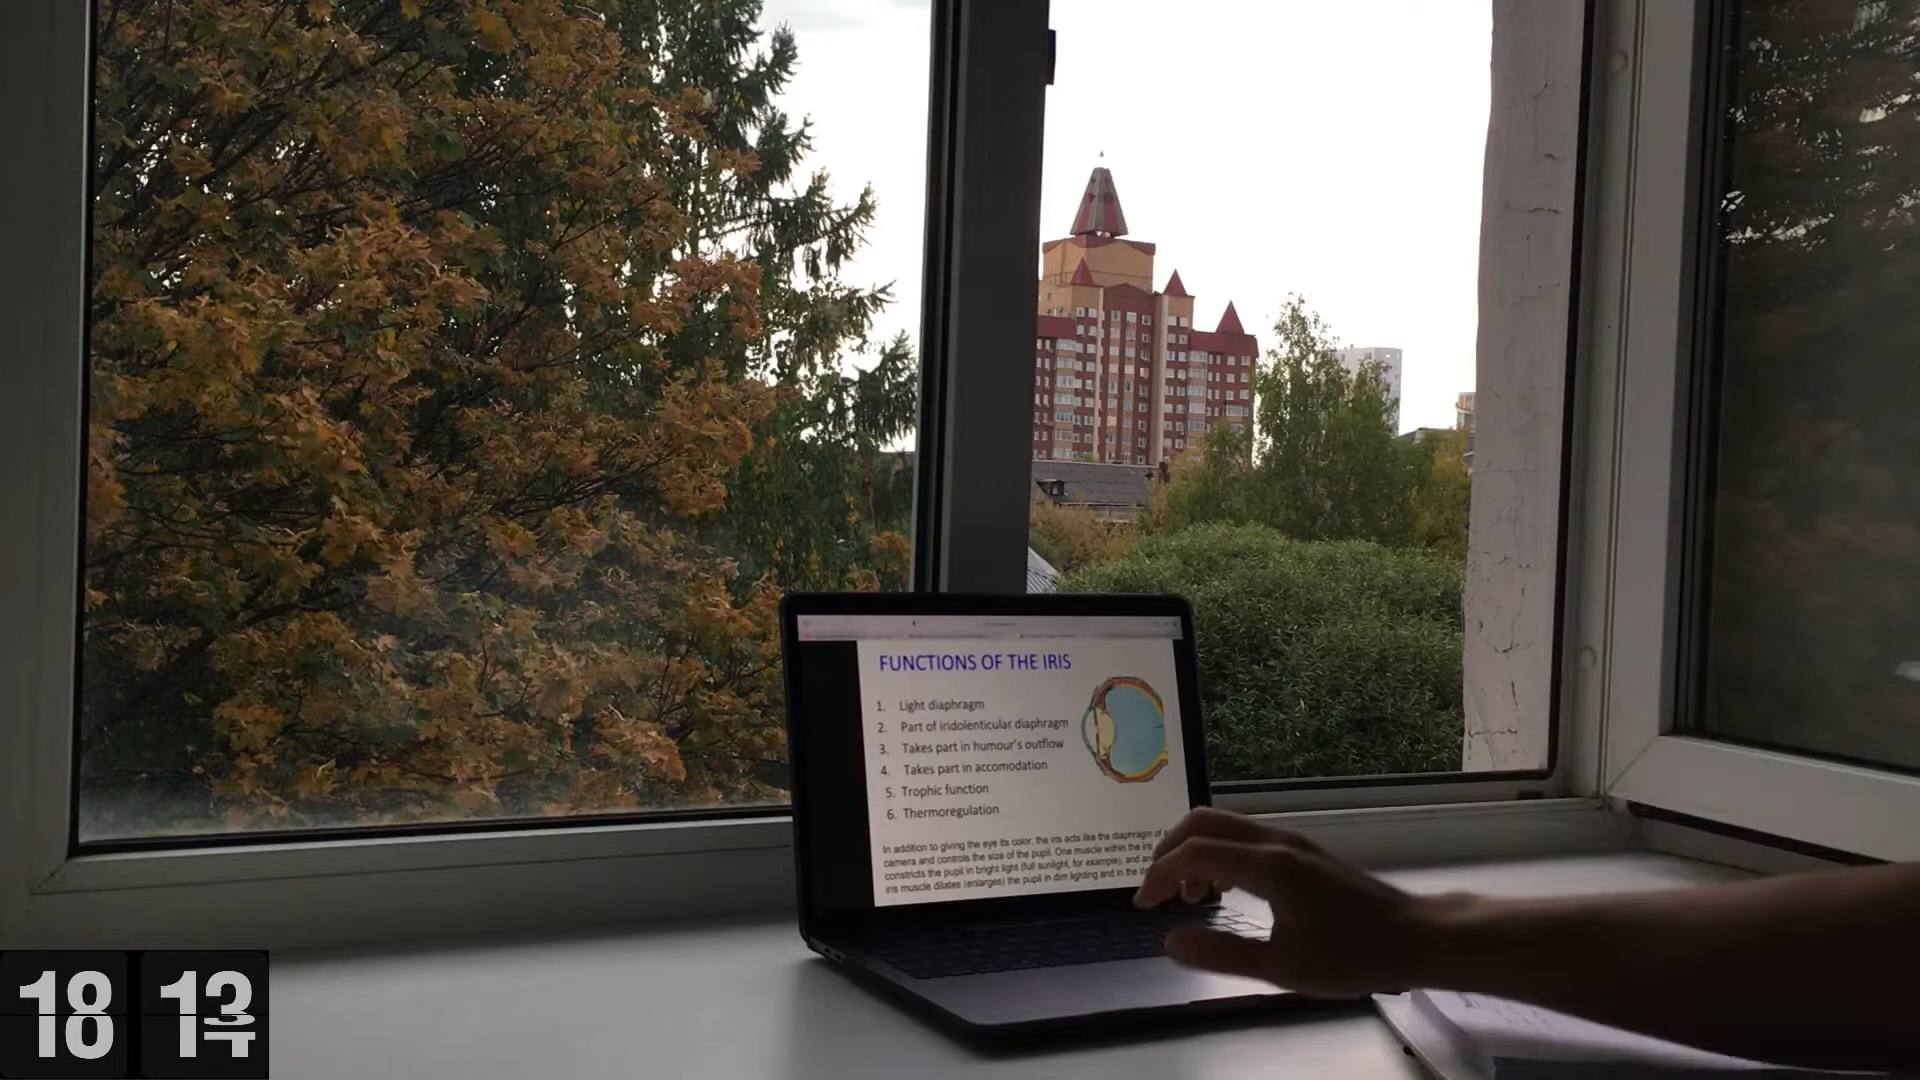 FUNCTIONS OF THE IRIS
1. Light diaphragm
2. Part of iridolenticular diaphragm
3. Takes part in humour's outflow
4. Takes part in accomodation
5. Trophic function
6. Thermoregulation
In addition to giving the eye its color, the iris acts like the diaphragm of a
camera and controls the size of the pupil. One muscle within the iris
constricts the pupil in bright light (full sunlight, for example), and
iris muscle dilates (enlarges) the pupil in dim lighting and in the
18 13